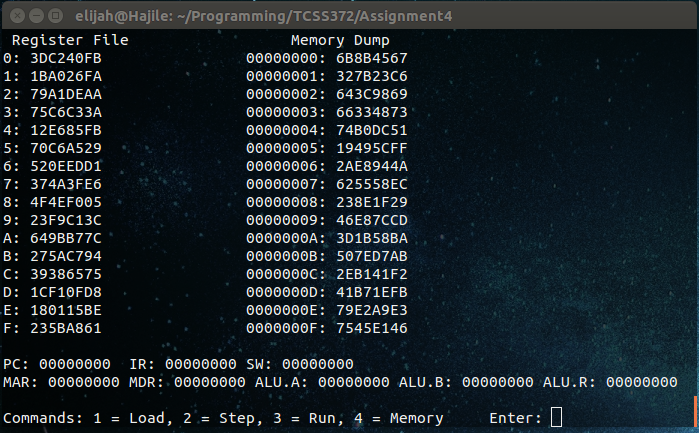 elijah@Hajile: ~/Programming/TCSS372/Assignment4
Register File                  Memory Dump
0: 3DC240FB                00000000: 6B8B4567
1: 1BA026FA                00000001: 327B23C6
2: 79A1DEAA                00000002: 643C9869
3: 75C6C33A                00000003: 66334873
4: 12E685FB                00000004: 74B0DC51
5: 70C6A529                00000005: 19495CFF
6: 520EEDD1                00000006: 2AE8944A
7: 374A3FE6                00000007: 625558EC
8: 4F4EF005                00000008: 238E1F29
9: 23F9C13C                00000009: 46E87CCD
A: 649BB77C                0000000A: 3D1B58BA
B: 275AC794                0000000B: 507ED7AB
C: 39386575                0000000C: 2EB141F2
D: 1CF10FD8                0000000D: 41B71EFB
E: 180115BE                0000000E: 79E2A9E3
F: 235BA861                0000000F: 7545E146
PC: 00000000  IR: 00000000 SW: 00000000
MAR: 00000000 MDR: 00000000 ALU.A: 00000000 ALU.B: 00000000 ALU.R: 00000000
Commands: 1 = Load, 2 = Step, 3 = Run, 4 = Memory     Enter: